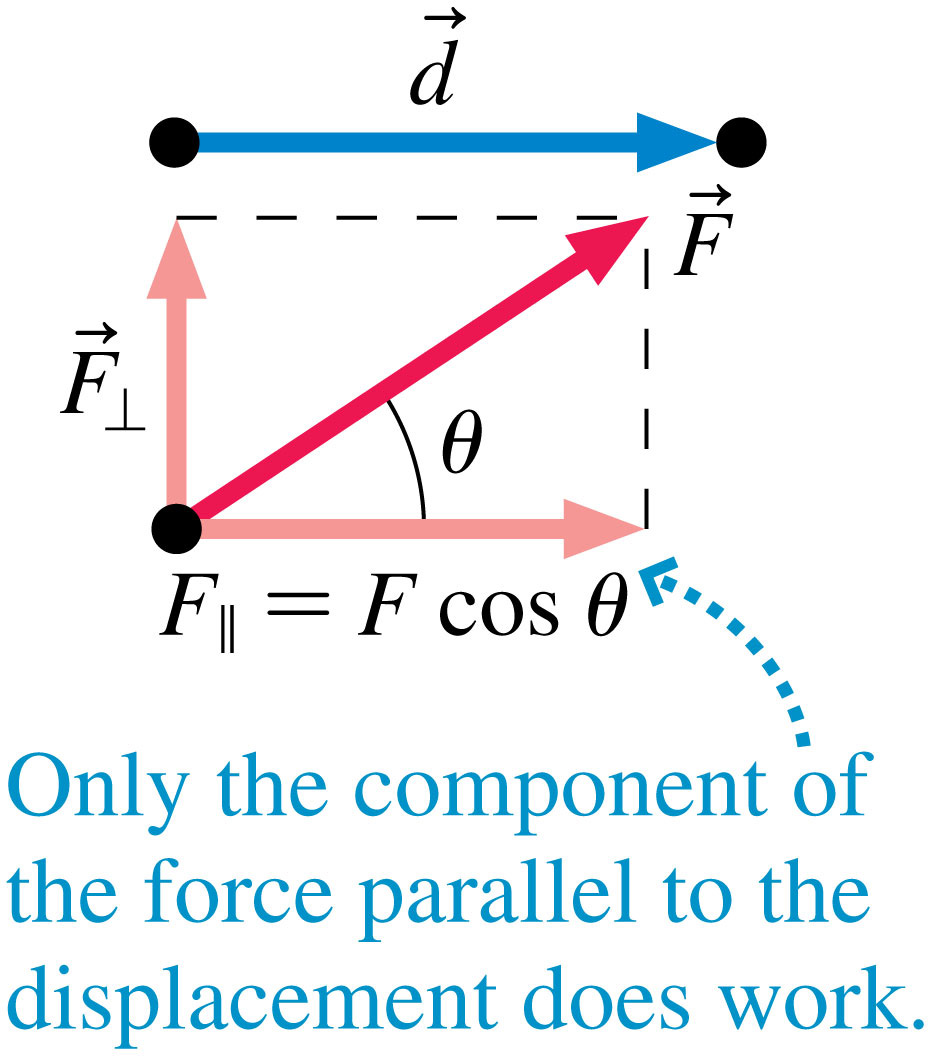 d⃗
F⃗
F⃗⊥
θ
F∥ = F cos θ
Only the component of
the force parallel to the
displacement does work.